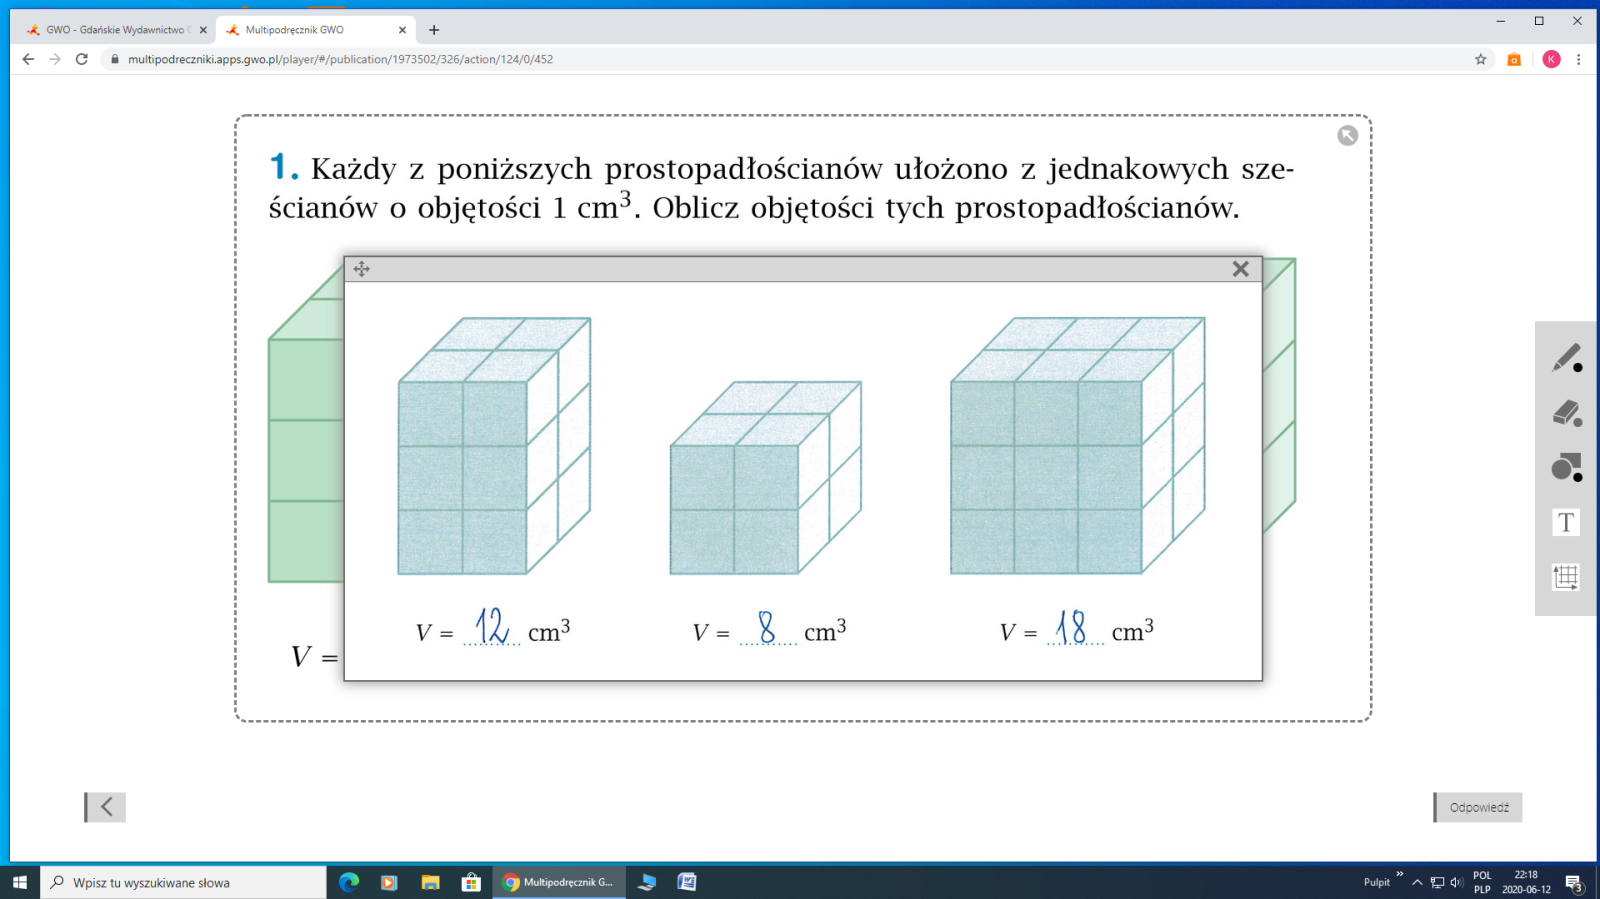 GWO - Gdańskie Wydawnictwo
Multipodręcznik GWO
multipodreczniki.apps.gwo.pl/player/#/publication/1973502/326/action/124/0/452
K
1. Każdy z poniższych prostopadłościanów ułożono z jednakowych sze-
ścianów o objętości 1 cm³. Oblicz objętości tych prostopadłościanów.
V = 12 cm³
V = 8 cm³
V = 18 cm³
V =
T
Odpowiedź
Wpisz tu wyszukiwane słowa
Multipodręcznik G...
Pulpit
POL
PLP
22:18
2020-06-12
3